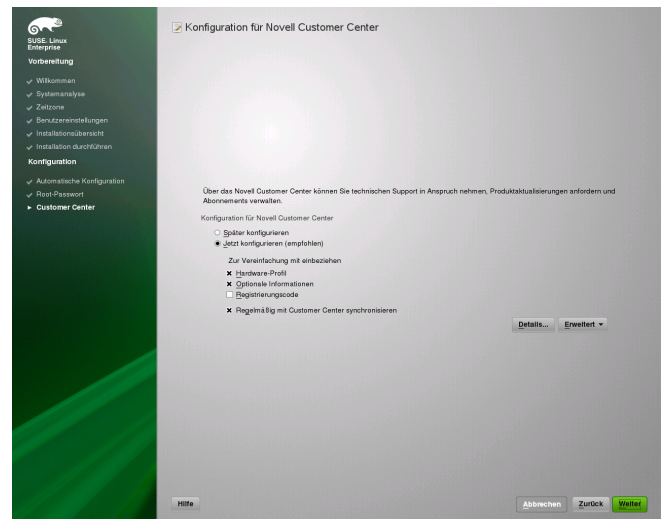 SUSE. Linux
Enterprise
Vorbereitung
Willkommen
Systemanalyse
Zeitzone
Benutzereinstellungen
Installationsübersicht
Installation durchführen
Konfiguration
Automatische Konfiguration
Root-Passwort
Customer Center
Konfiguration für Novell Customer Center
Über das Novell Customer Center können Sie technischen Support in Anspruch nehmen, Produktaktualisierungen anfordern und
Abonnements verwalten.
Konfiguration für Novell Customer Center
Später konfigurieren
Jetzt konfigurieren (empfohlen)
Zur Vereinfachung mit einbeziehen
Hardware-Profil
Optionale Informationen
Registrierungscode
Regelmäßig mit Customer Center synchronisieren
Details... Erweitert
Hilfe Abbrechen Zurück Weiter